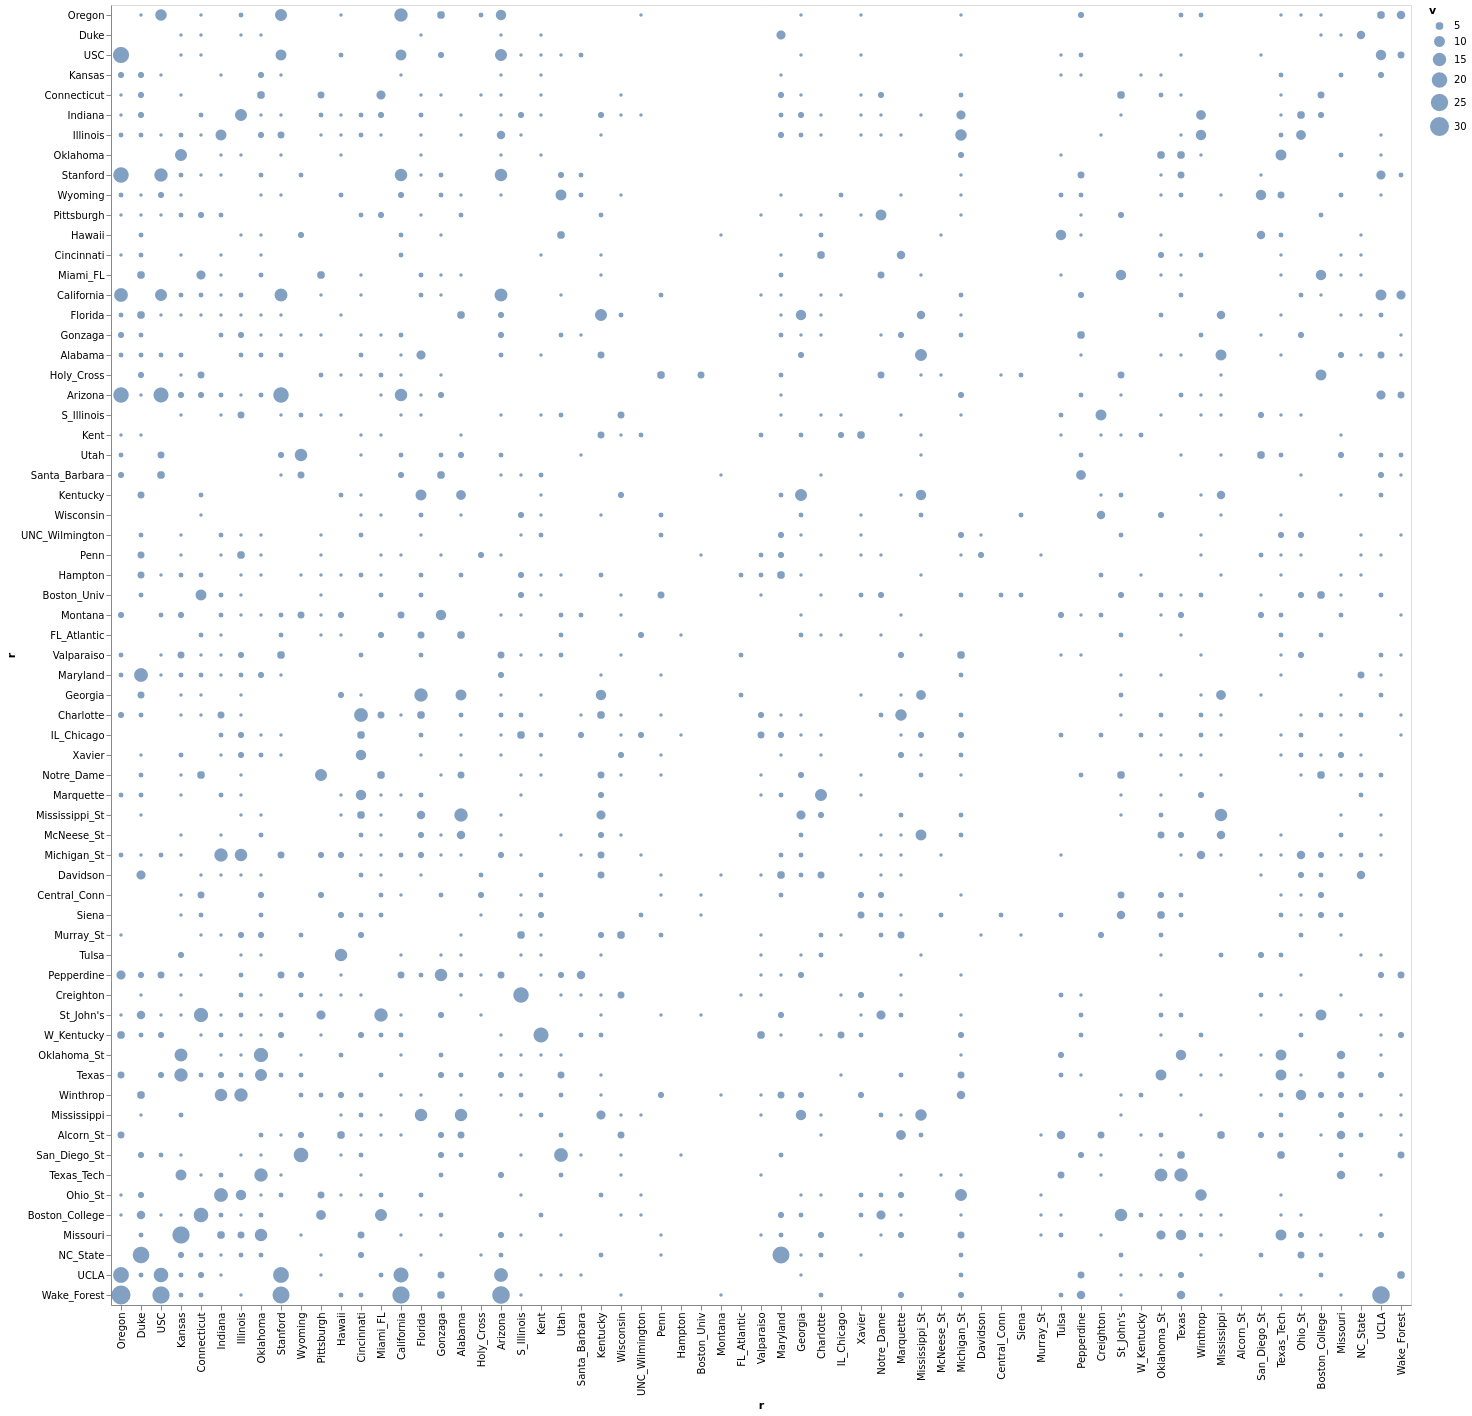 v
5
10
15
20
25
30
r
Oregon
Duke
USC
Kansas
Connecticut
Indiana
Illinois
Oklahoma
Stanford
Wyoming
Pittsburgh
Hawaii
Cincinnati
Miami_FL
California
Florida
Gonzaga
Alabama
Holy_Cross
Arizona
S_Illinois
Kent
Utah
Santa_Barbara
Kentucky
Wisconsin
UNC_Wilmington
Penn
Hampton
Boston_Univ
Montana
FL_Atlantic
Valparaiso
Maryland
Georgia
Charlotte
IL_Chicago
Xavier
Notre_Dame
Marquette
Mississippi_St
McNeese_St
Michigan_St
Davidson
Central_Conn
Siena
Murray_St
Tulsa
Pepperdine
Creighton
St_John's
W_Kentucky
Oklahoma_St
Texas
Winthrop
Mississippi
Alcorn_St
San_Diego_St
Texas_Tech
Ohio_St
Boston_College
Missouri
NC_State
UCLA
Wake_Forest
Oregon
Duke
USC
Kansas
Connecticut
Indiana
Illinois
Oklahoma
Stanford
Wyoming
Pittsburgh
Hawaii
Cincinnati
Miami_FL
California
Florida
Gonzaga
Alabama
Holy_Cross
Arizona
S_Illinois
Kent
Utah
Santa_Barbara
Kentucky
Wisconsin
UNC_Wilmington
Penn
Hampton
Boston_Univ
Montana
FL_Atlantic
Valparaiso
Maryland
Georgia
Charlotte
IL_Chicago
Xavier
Notre_Dame
Marquette
Mississippi_St
McNeese_St
Michigan_St
Davidson
Central_Conn
Siena
Murray_St
Tulsa
Pepperdine
Creighton
St_John's
W_Kentucky
Oklahoma_St
Texas
Winthrop
Mississippi
Alcorn_St
San_Diego_St
Texas_Tech
Ohio_St
Boston_College
Missouri
NC_State
UCLA
Wake_Forest
r